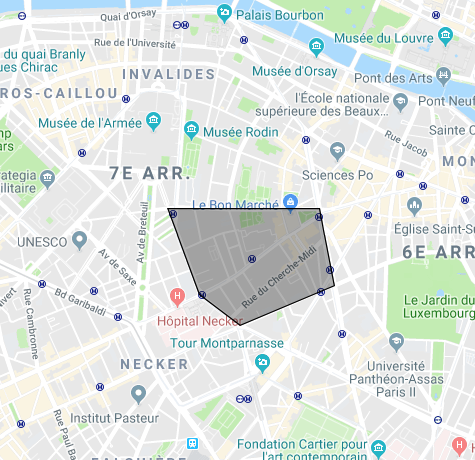 Quai d'Orsay
Palais Bourbon
Rue de l'Université
Musée du Louvre
du quai Branly
ues Chirac
INVALIDES
Musée d'Orsay
Pont des Arts
ROS-CAILLOU
l'École nationale
supérieure des Beaux...
Pont Neu
Musée de l'Armée
Musée Rodin
Rue Jacob
Sainte C
7E ARR.
Sciences Po
MON
trategia
ilitaire
Le Bon Marché
Av de Breteuil
Église Saint-Su
UNESCO
Av de Saxe
Rue du Cherche-Midi
6E ARR
Bd Garibaldi
Le Jardin du
Luxembourg
Rue Cambronne
Hôpital Necker
Tour Montparnasse
NECKER
Université
Panthéon-Assas
Paris II
Institut Pasteur
Rue Paul Ba
Fondation Cartier pour
l'art contemporain